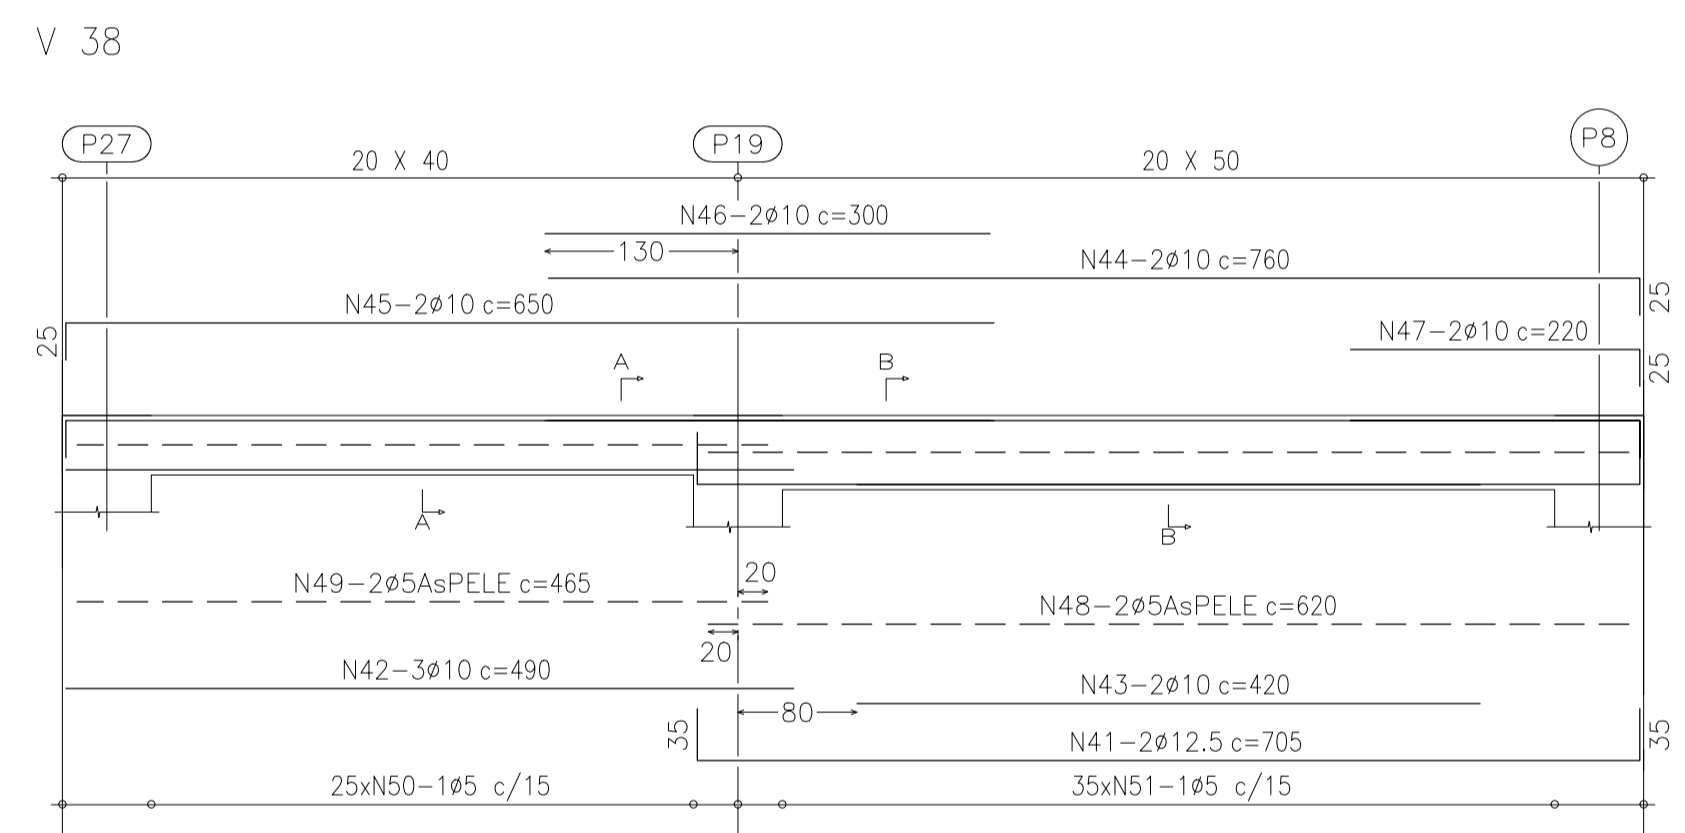 V 38
P27
P19
P8
20 X 40
20 X 50
N46-2ø10 c=300
130
N44-2ø10 c=760
25
N45-2ø10 c=650
25
N47-2ø10 c=220
25
A
B
A
B
N49-2ø5AsPELE c=465
20
N48-2ø5AsPELE c=620
20
N42-3ø10 c=490
N43-2ø10 c=420
80
35
N41-2ø12.5 c=705
35
25xN50-1ø5 c/15
35xN51-1ø5 c/15